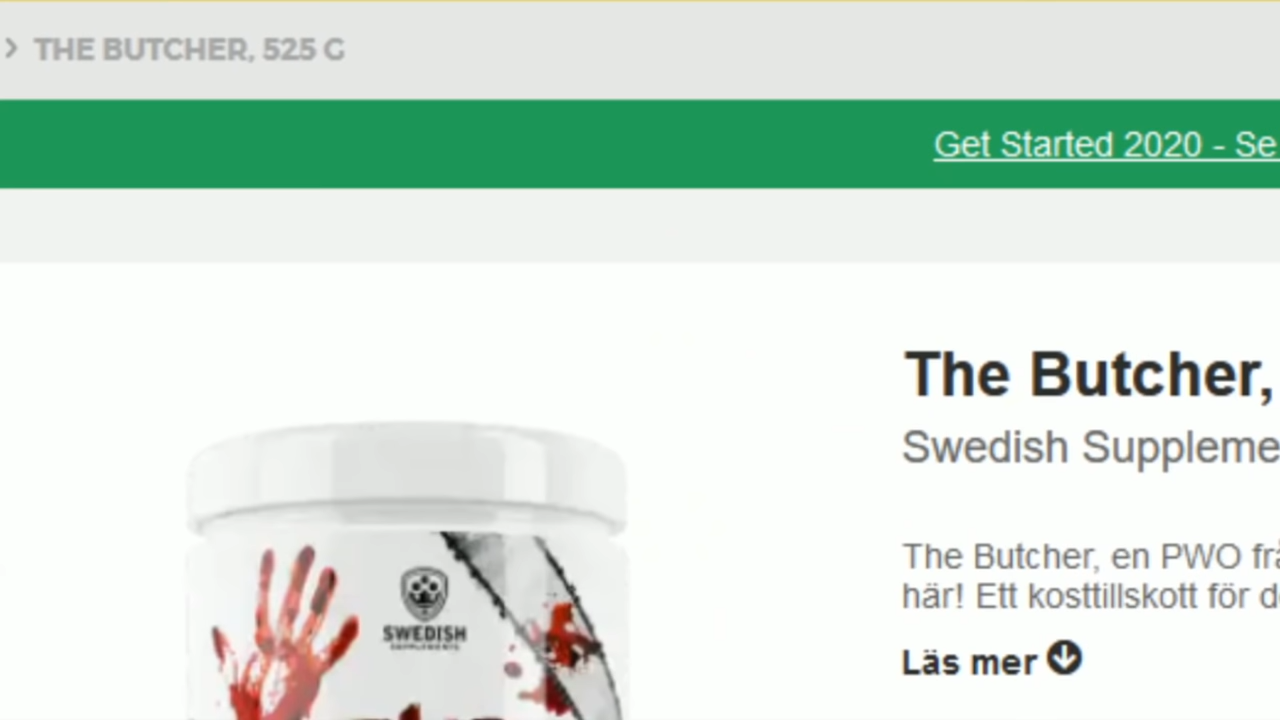 THE BUTCHER, 525 G
Get Started 2020 - Se
The Butcher,
Swedish Suppleme
The Butcher, en PWO frå
här! Ett kosttillskott för d
Läs mer
SWEDISH
SUPPLEMENTS